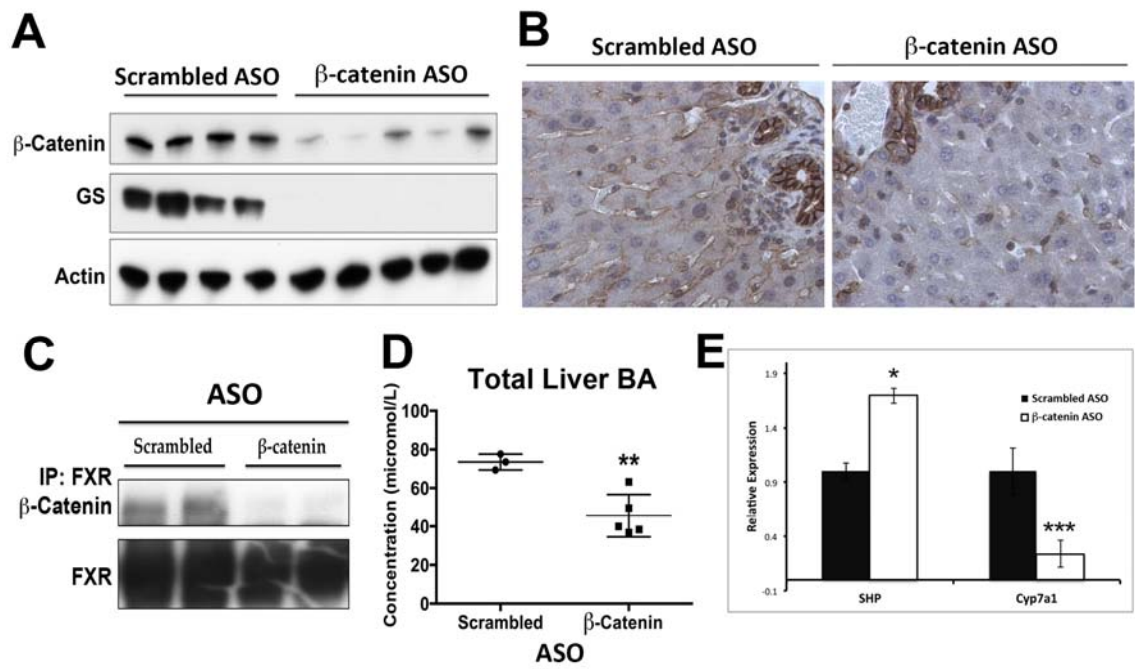 A
Scrambled ASO
β-catenin ASO
β-Catenin
GS
Actin
B
Scrambled ASO
β-catenin ASO
C
ASO
Scrambled
β-catenin
IP: FXR
β-Catenin
FXR
D
Total Liver BA
Concentration (micromol/L)
100
80
60
40
20
0
**
Scrambled
β-Catenin
ASO
E
Relative Expression
1.9
1.4
0.9
0.4
-0.1
*
***
Scrambled ASO
β-catenin ASO
SHP
Cyp7a1